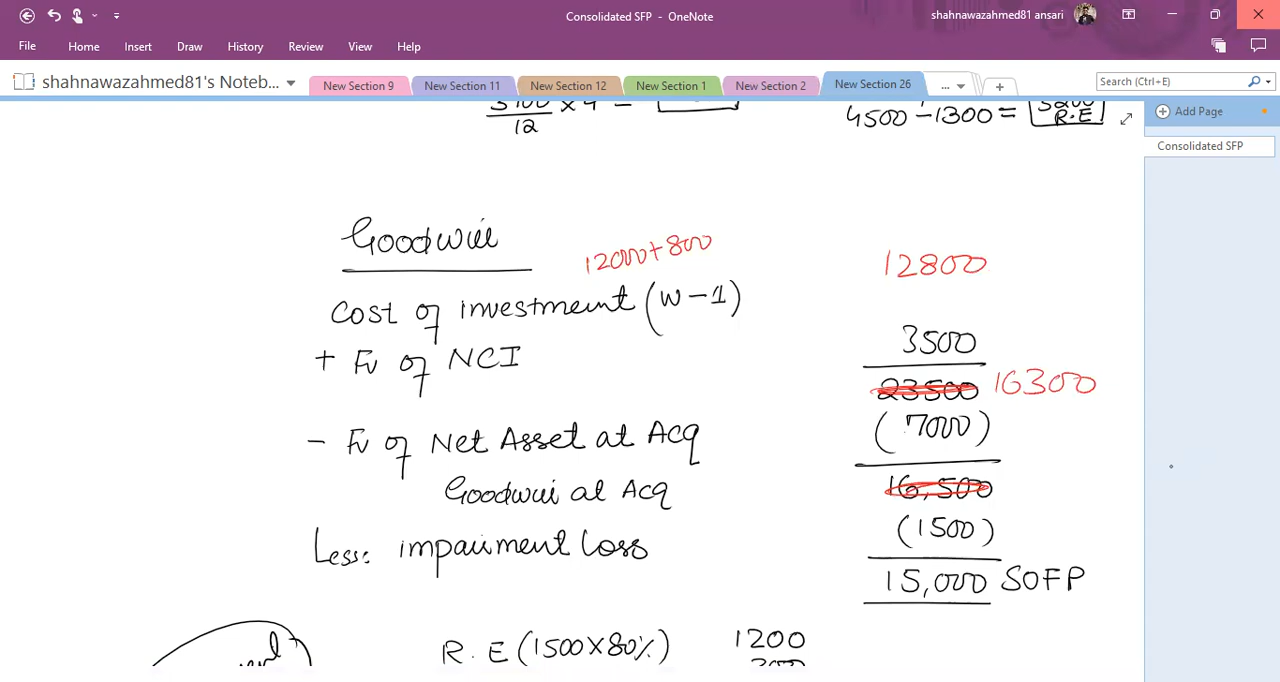 Consolidated SFP - OneNote
shahnawazahmed81 ansari
File Home Insert Draw History Review View Help
shahnawazahmed81's Noteb...
New Section 9 New Section 11 New Section 12 New Section 1 New Section 2 New Section 26 ...
Search (Ctrl+E)
Add Page
Consolidated SFP
12
4500 - 1300 =
R.E
Goodwill
12000+800
12800
Cost of investment (W-1)
3500
+ Fv of NCI
23500 16300
(7000)
- Fv of Net Asset at Acq
Goodwill at Acq
16,500
(1500)
Less: impairment Loss
15,000 SOFP
R.E (1500×80%) 1200